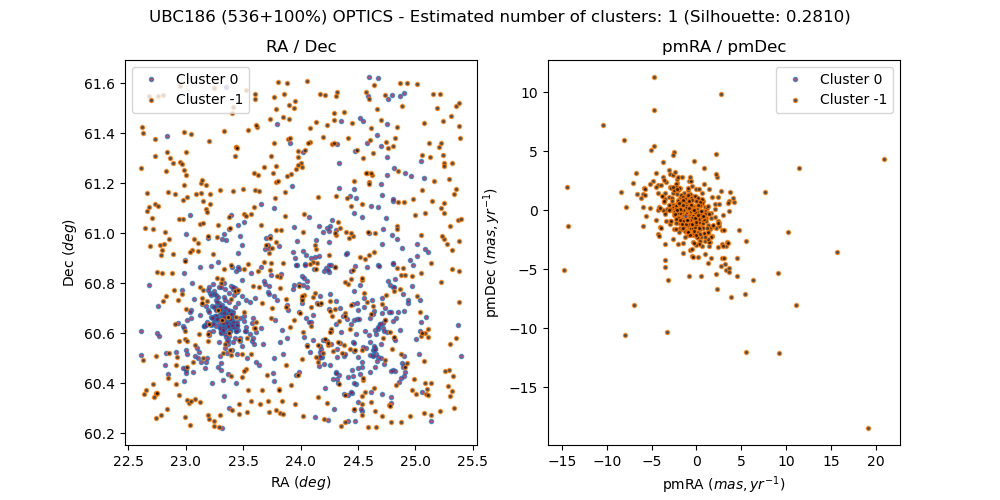 UBC186 (536+100%) OPTICS - Estimated number of clusters: 1 (Silhouette: 0.2810)
RA / Dec
Cluster 0
Cluster -1
61.6
61.4
61.2
61.0
60.8
60.6
60.4
60.2
Dec (deg)
22.5 23.0 23.5 24.0 24.5 25.0 25.5
RA (deg)
pmRA / pmDec
Cluster 0
Cluster -1
10
5
0
−5
−10
−15
pmDec (mas, yr⁻¹)
−15 −10 −5 0 5 10 15 20
pmRA (mas, yr⁻¹)